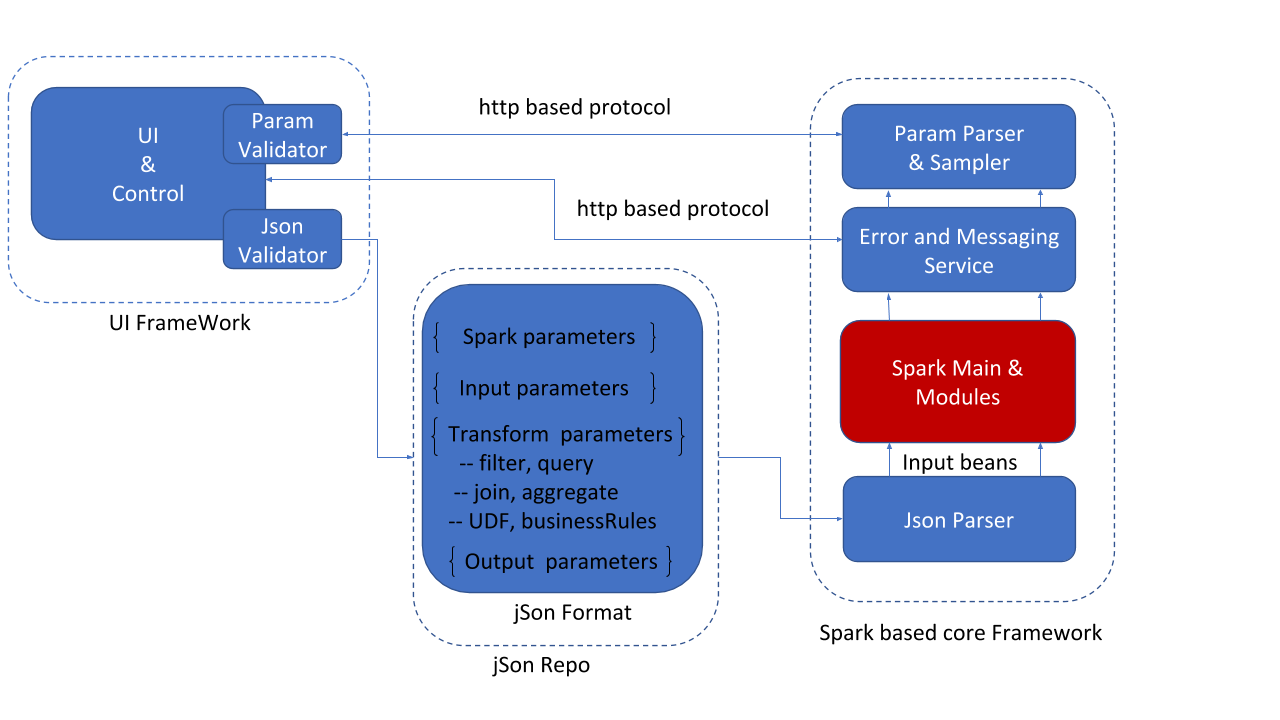 UI
&
Control
Param
Validator
Json
Validator
UI FrameWork
http based protocol
http based protocol
{ Spark parameters }
{ Input parameters }
{ Transform parameters }
-- filter, query
-- join, aggregate
-- UDF, businessRules
{ Output parameters }
jSon Format
jSon Repo
Param Parser
& Sampler
Error and Messaging
Service
Spark Main &
Modules
Input beans
Json Parser
Spark based core Framework